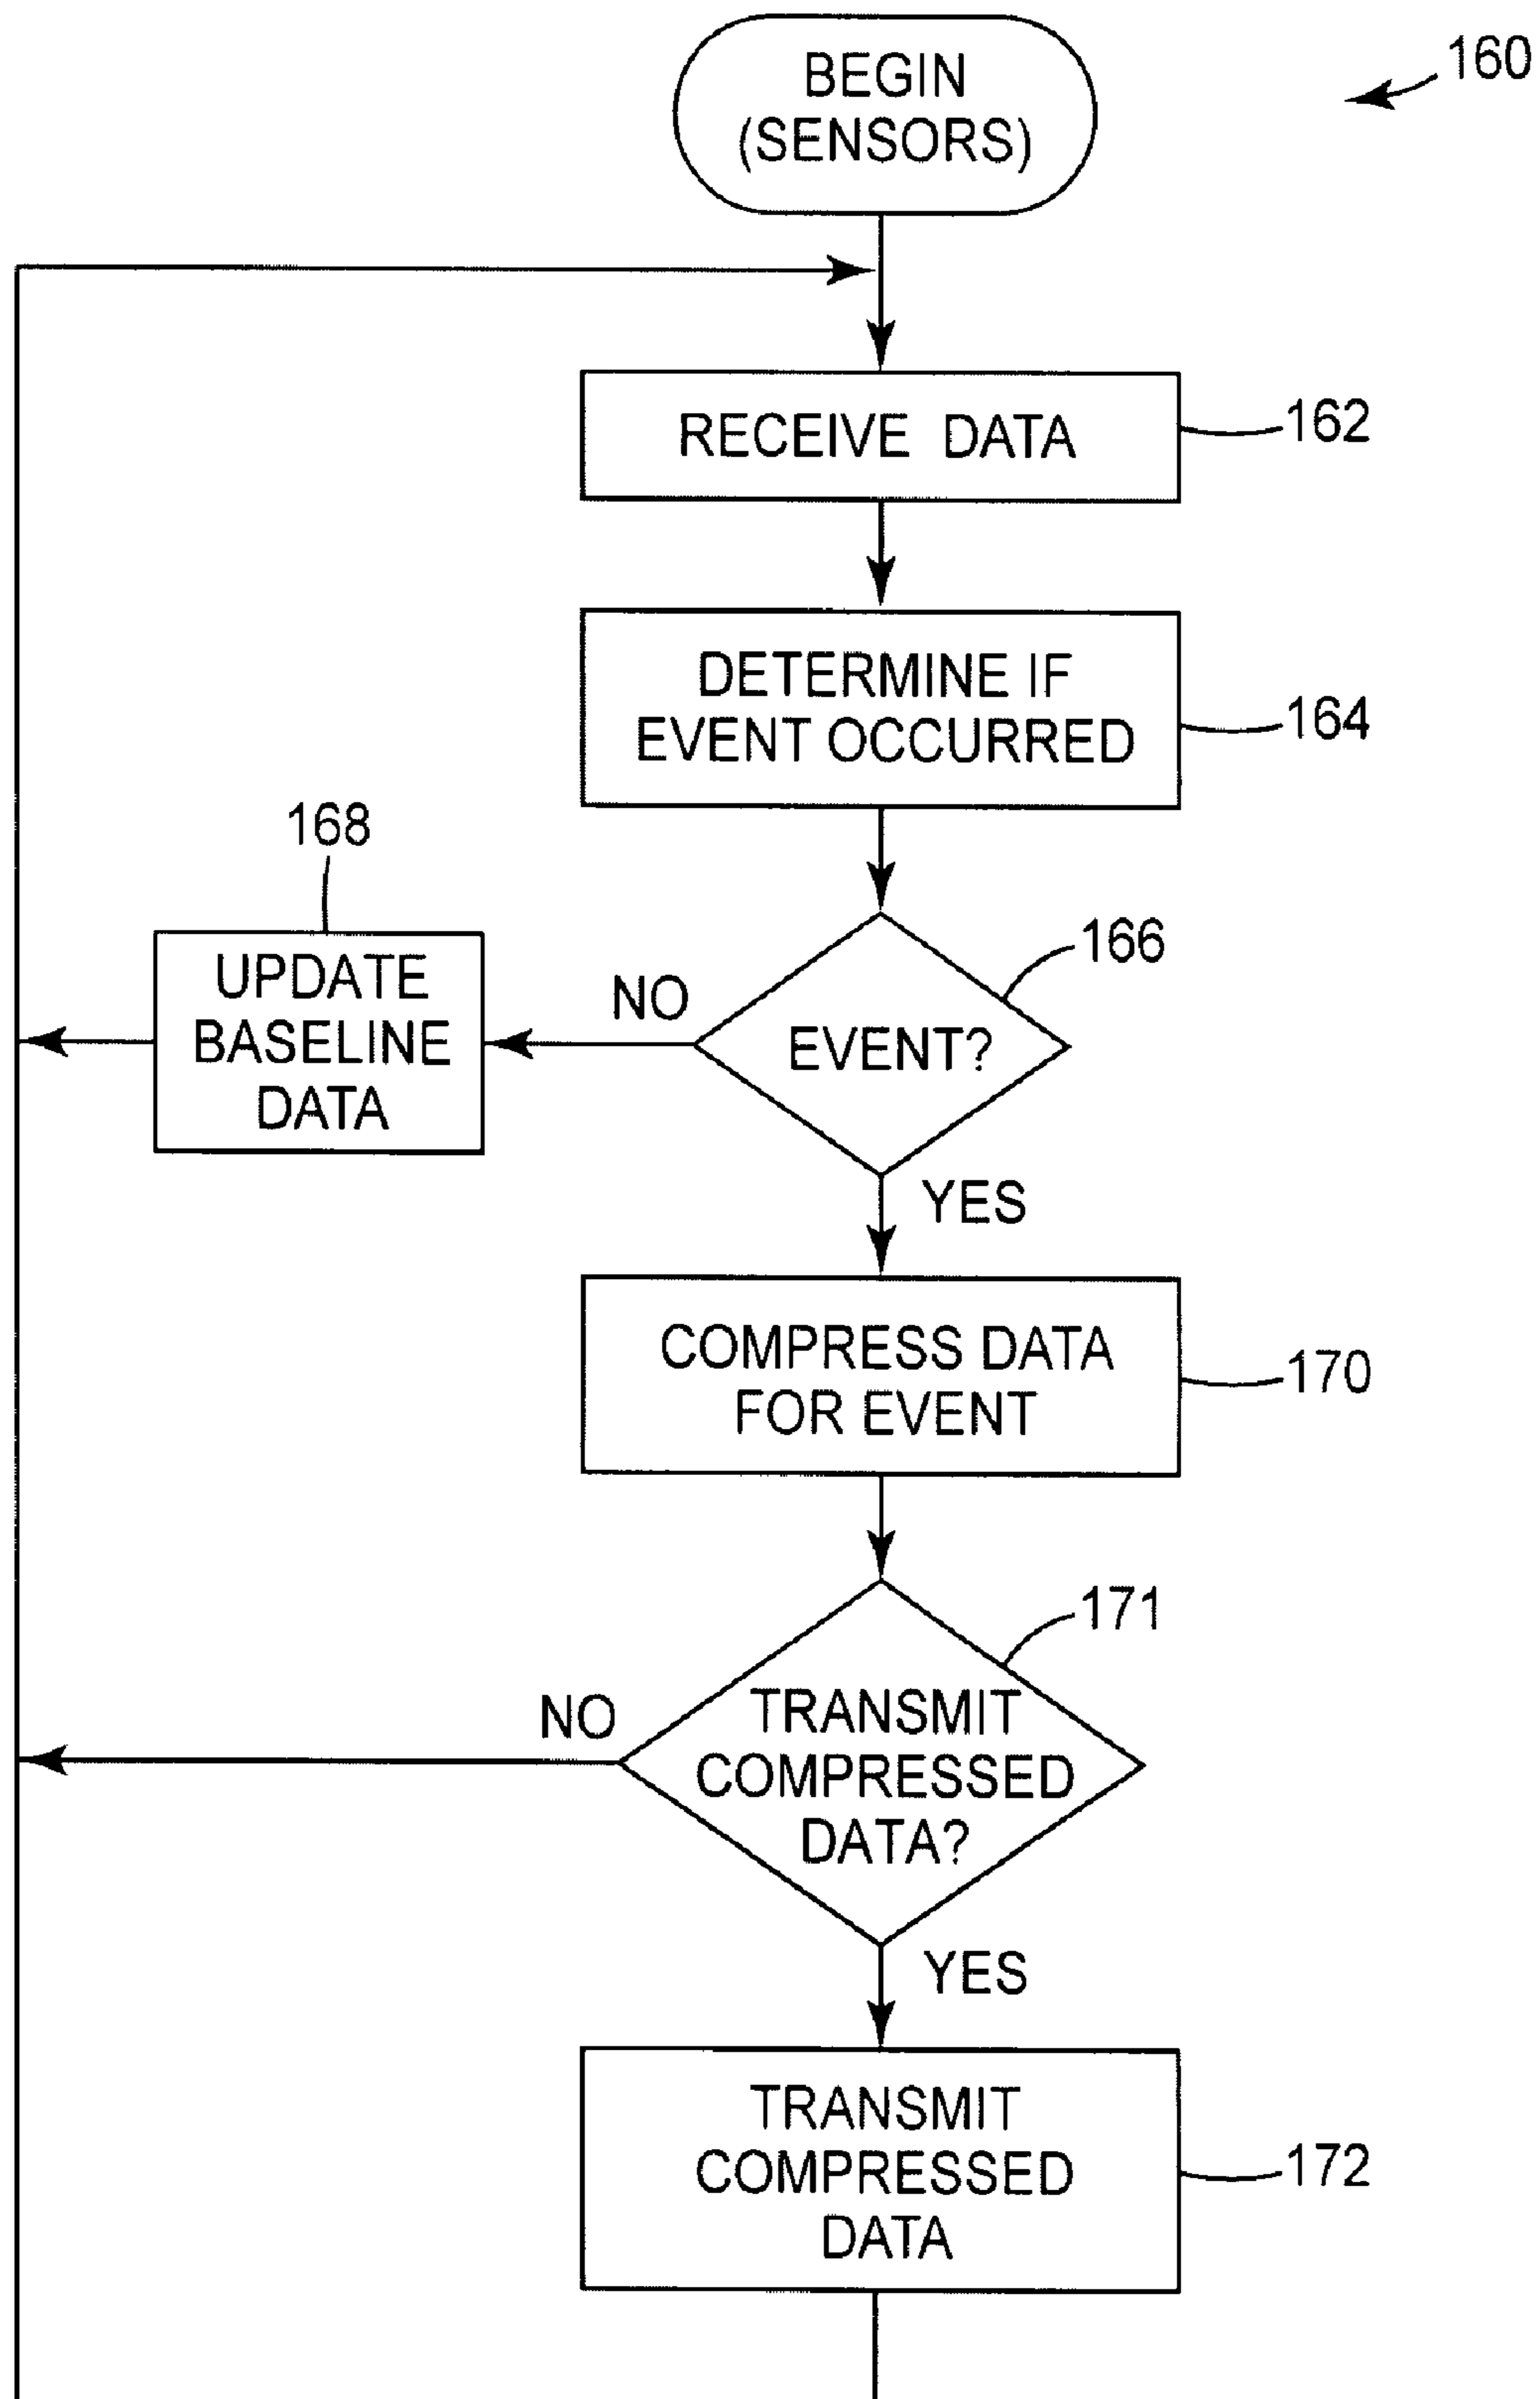 BEGIN
(SENSORS)
160
RECEIVE DATA
162
DETERMINE IF
EVENT OCCURRED
164
168
UPDATE
BASELINE
DATA
NO
EVENT?
166
YES
COMPRESS DATA
FOR EVENT
170
171
NO
TRANSMIT
COMPRESSED
DATA?
YES
TRANSMIT
COMPRESSED
DATA
172